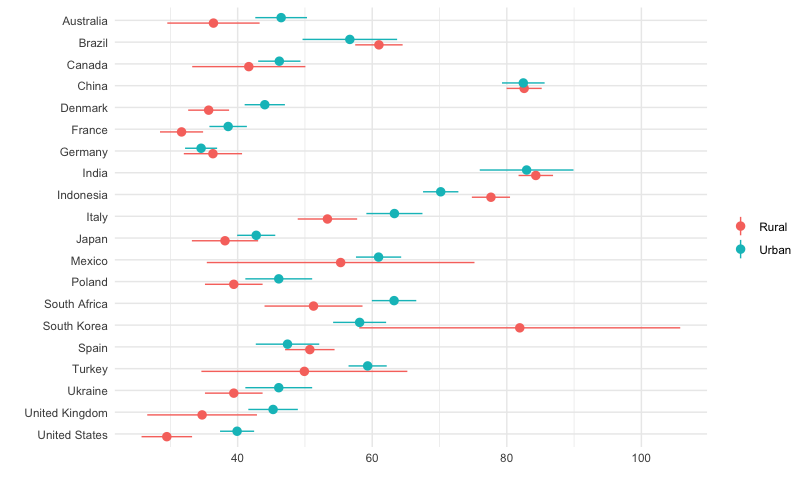 Australia
Brazil
Canada
China
Denmark
France
Germany
India
Indonesia
Italy
Japan
Mexico
Poland
South Africa
South Korea
Spain
Turkey
Ukraine
United Kingdom
United States
40 60 80 100
Rural
Urban